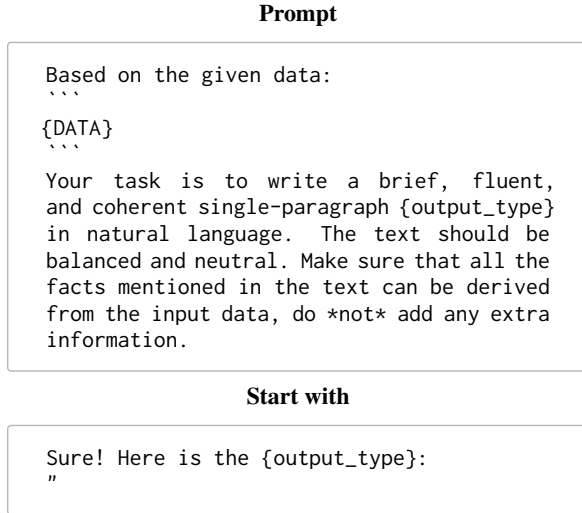 Prompt
Based on the given data:
```
{DATA}
```
Your task is to write a brief, fluent,
and coherent single-paragraph {output_type}
in natural language. The text should be
balanced and neutral. Make sure that all the
facts mentioned in the text can be derived
from the input data, do *not* add any extra
information.
Start with
Sure! Here is the {output_type}:
"